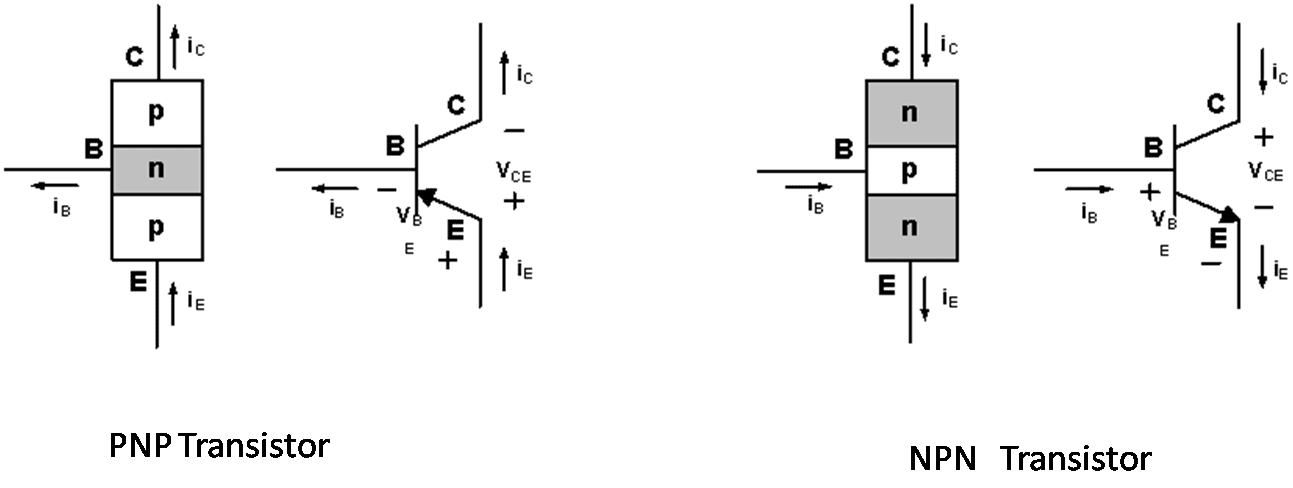 C
iC
p
B
n
iB
p
E
iE
iC
C
−
B
VCE
−
+
iB
VB
E
E
+
iE
C
iC
n
B
p
iB
n
E
iE
iC
C
+
B
VCE
+
−
iB
VB
E
E
−
iE
PNP Transistor
NPN Transistor